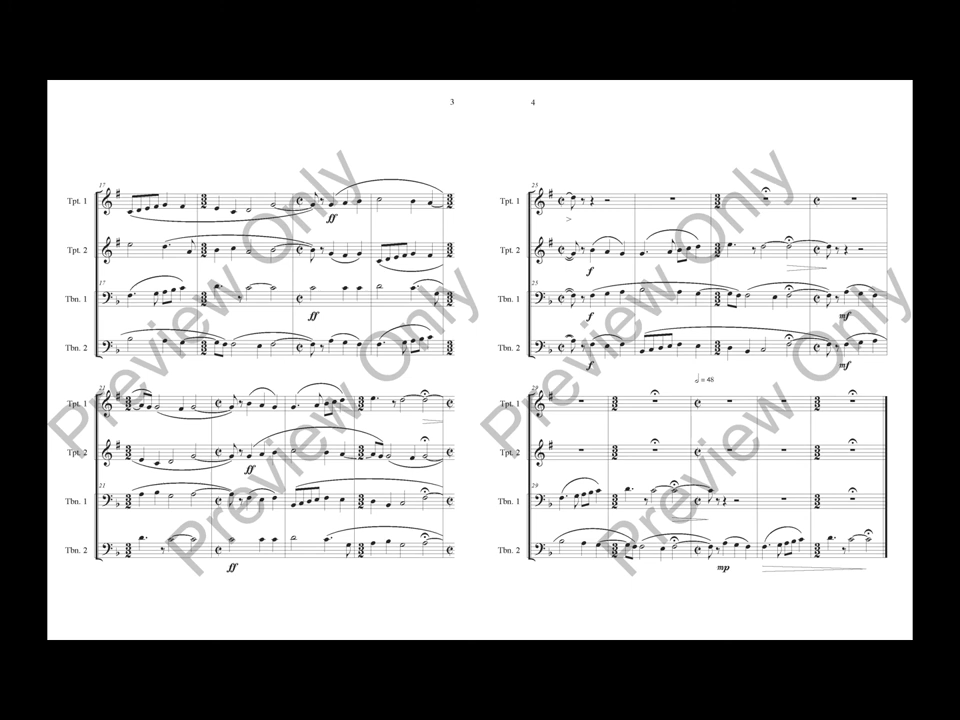 3
17
Tpt. 1
ff
Tpt. 2
17
Tbn. 1
ff
Tbn. 2
21
Tpt. 1
Tpt. 2
ff
21
Tbn. 1
Tbn. 2
ff
Preview Only
Preview Only
4
25
Tpt. 1
Tpt. 2
f
25
Tbn. 1
f
mf
Tbn. 2
f
mf
29
= 48
Tpt. 1
Tpt. 2
29
Tbn. 1
Tbn. 2
mp
Preview Only
Preview Only